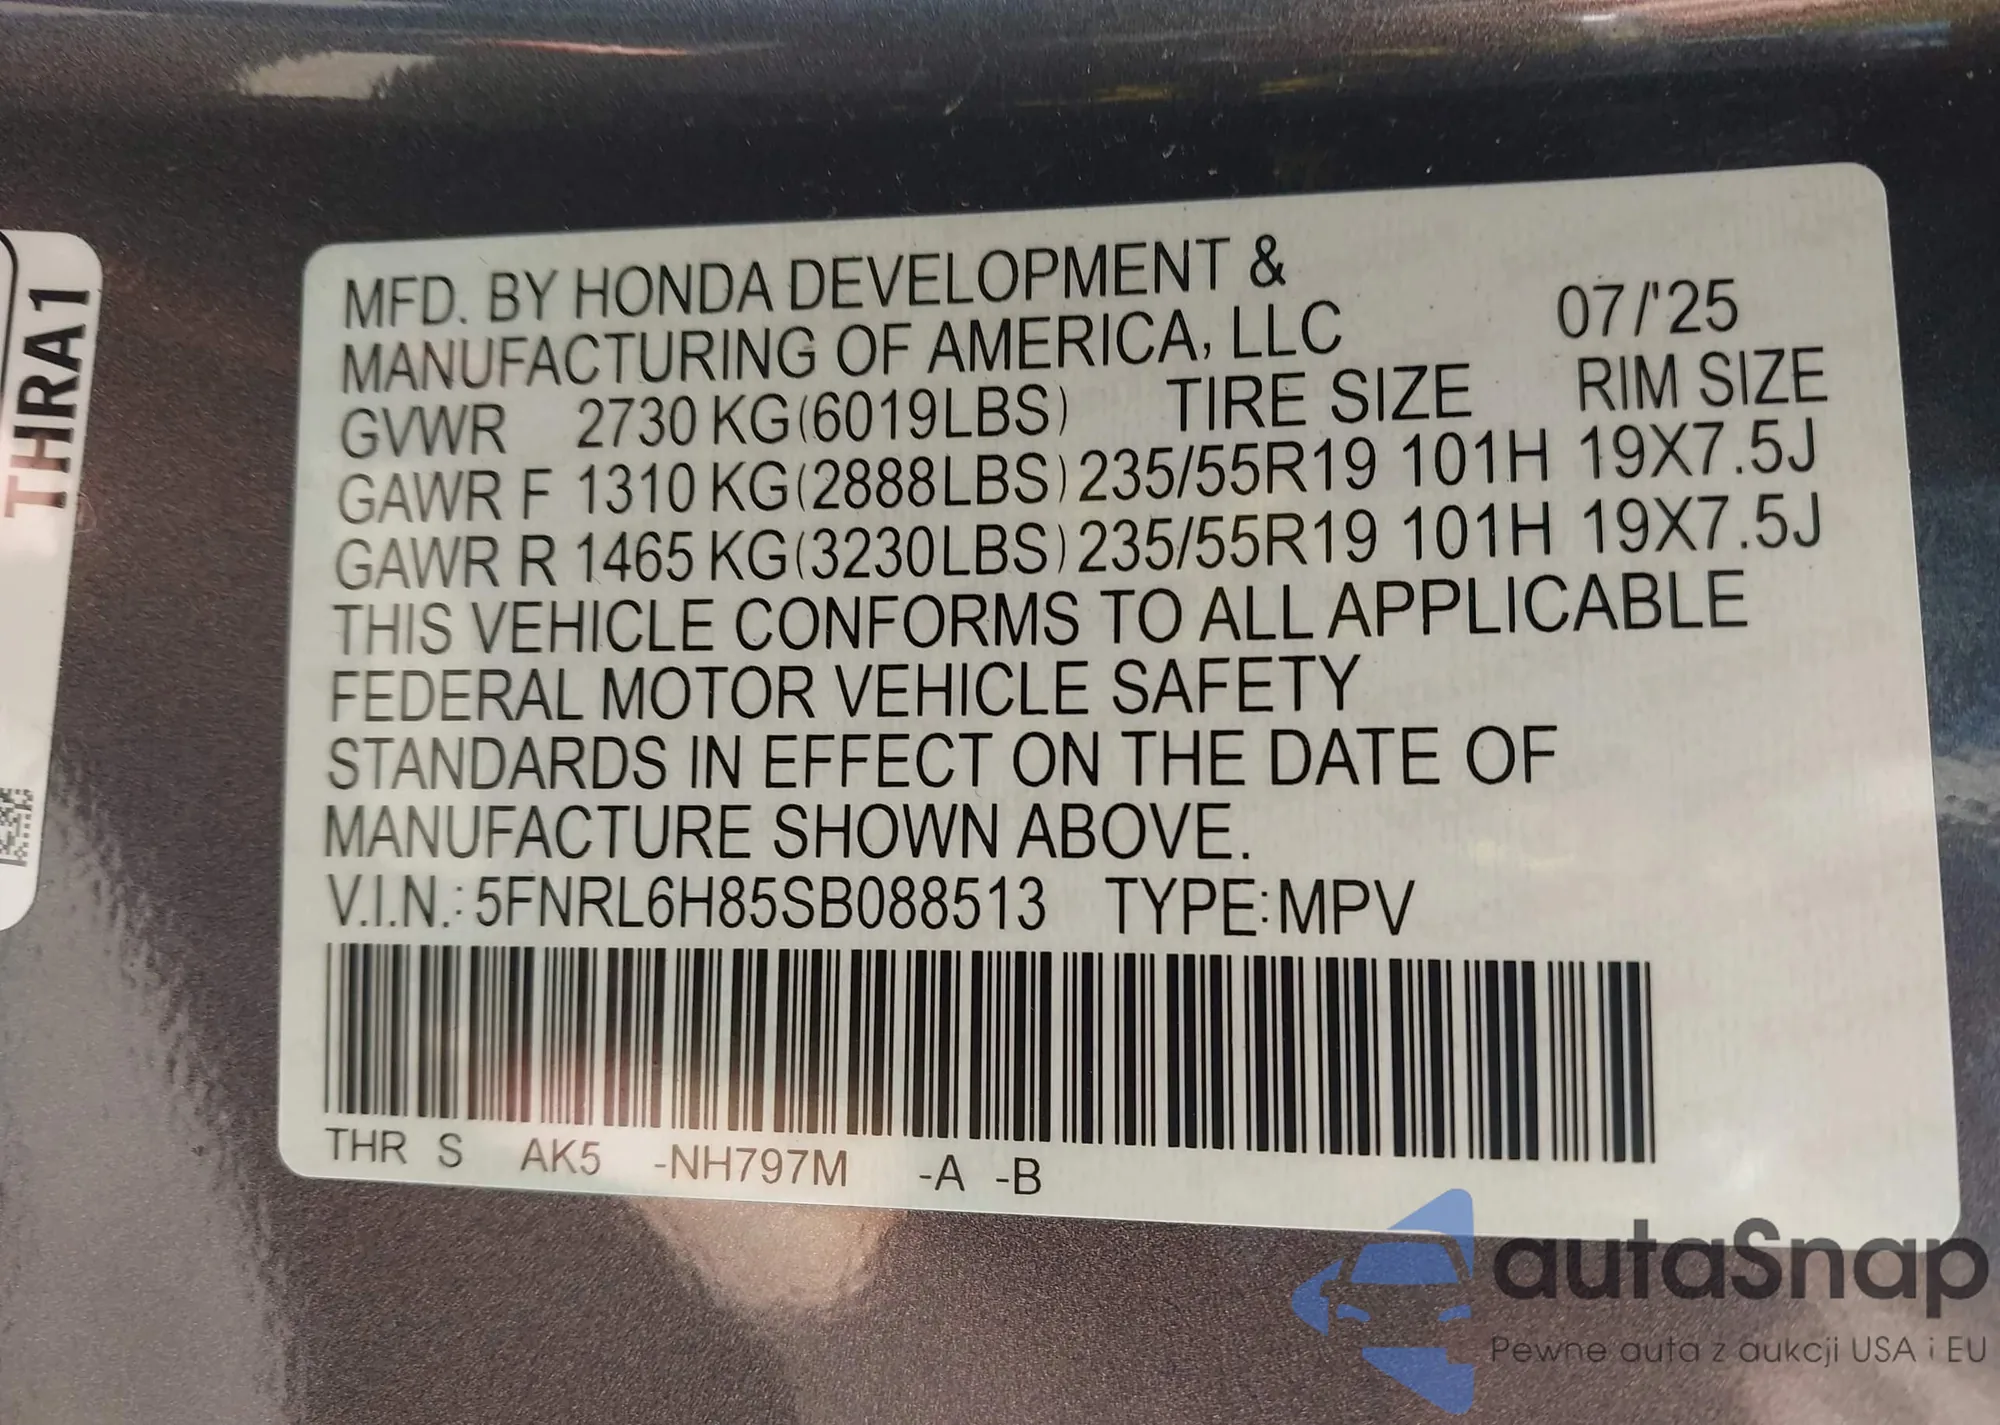 THRA1
MFD. BY HONDA DEVELOPMENT &
MANUFACTURING OF AMERICA, LLC 07/'25
GVWR 2730 KG(6019LBS) TIRE SIZE RIM SIZE
GAWR F 1310 KG(2888LBS) 235/55R19 101H 19X7.5J
GAWR R 1465 KG(3230LBS) 235/55R19 101H 19X7.5J
THIS VEHICLE CONFORMS TO ALL APPLICABLE
FEDERAL MOTOR VEHICLE SAFETY
STANDARDS IN EFFECT ON THE DATE OF
MANUFACTURE SHOWN ABOVE.
V.I.N.: 5FNRL6H85SB088513 TYPE:MPV
THR S AK5 -NH797M -A -B
autaSnap
Pewne auta z aukcji USA i EU